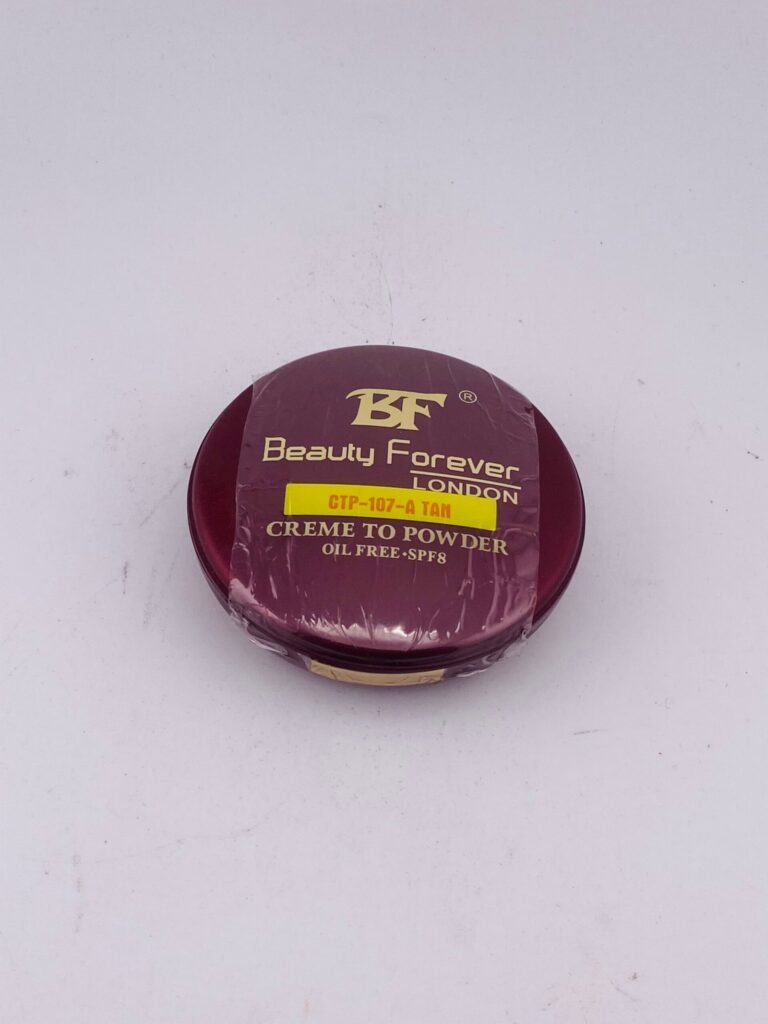 BF ®
Beauty Forever
LONDON
CTP-107-A TAN
CREME TO POWDER
OIL FREE•SPF8